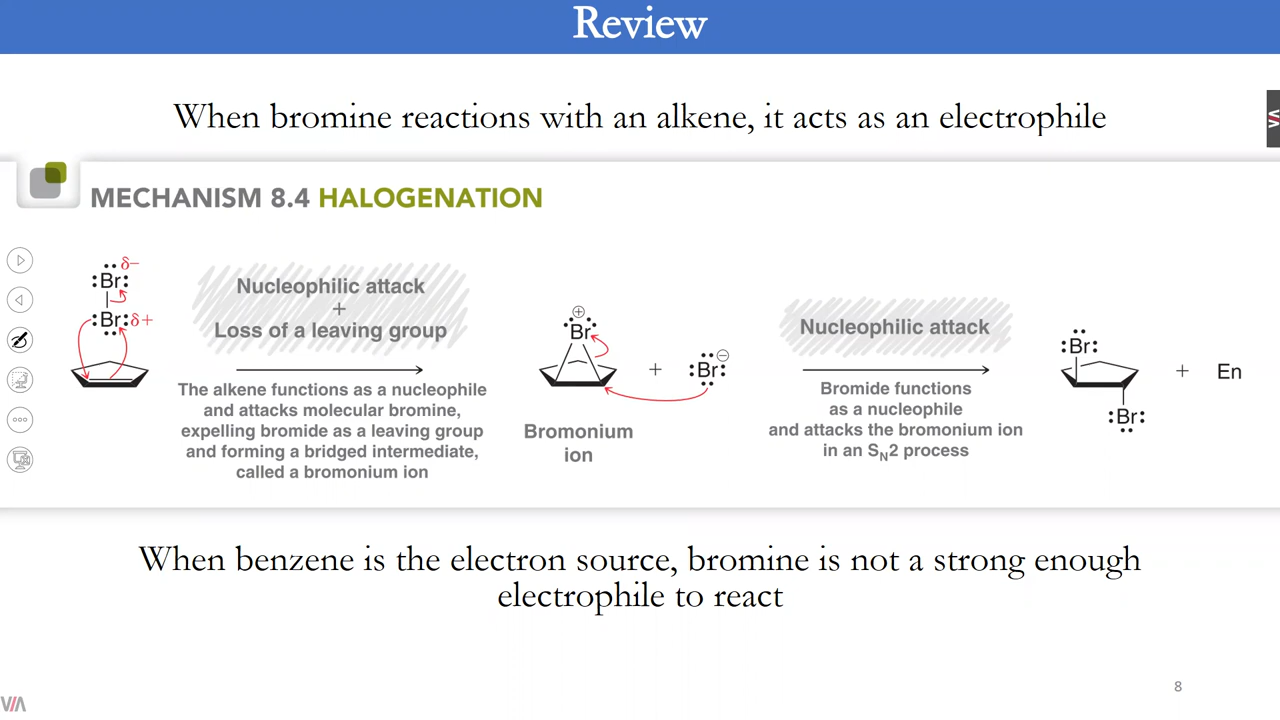 Review
When bromine reactions with an alkene, it acts as an electrophile
MECHANISM 8.4 HALOGENATION
Br δ−
Br δ+
Nucleophilic attack
+
Loss of a leaving group
The alkene functions as a nucleophile
and attacks molecular bromine,
expelling bromide as a leaving group
and forming a bridged intermediate,
called a bromonium ion
⊕
Br
Bromonium
ion
+
Br ⊖
Nucleophilic attack
Bromide functions
as a nucleophile
and attacks the bromonium ion
in an SN2 process
Br
Br
+ En
When benzene is the electron source, bromine is not a strong enough
electrophile to react
8
VIA